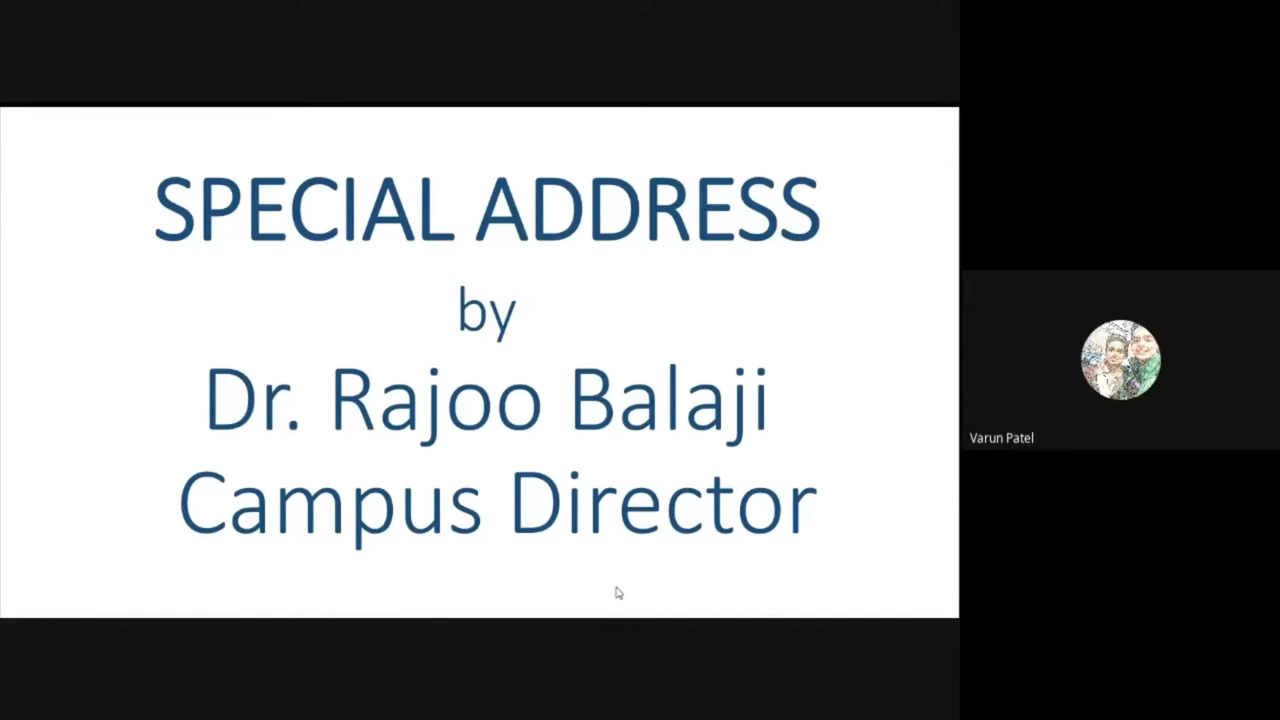 SPECIAL ADDRESS
by
Dr. Rajoo Balaji
Campus Director
Varun Patel